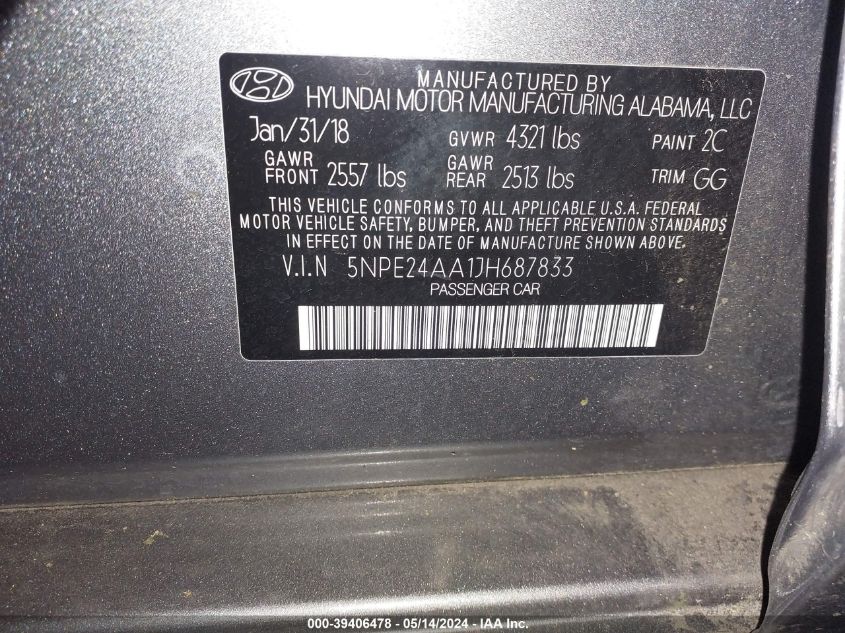 MANUFACTURED BY
HYUNDAI MOTOR MANUFACTURING ALABAMA, LLC
Jan/31/18 GVWR 4321 lbs PAINT 2C
GAWR FRONT 2557 lbs GAWR REAR 2513 lbs TRIM GG
THIS VEHICLE CONFORMS TO ALL APPLICABLE U.S.A. FEDERAL
MOTOR VEHICLE SAFETY, BUMPER, AND THEFT PREVENTION STANDARDS
IN EFFECT ON THE DATE OF MANUFACTURE SHOWN ABOVE.
V.I.N 5NPE24AA1JH687833
PASSENGER CAR
000-39406478 - 05/14/2024 - IAA Inc.